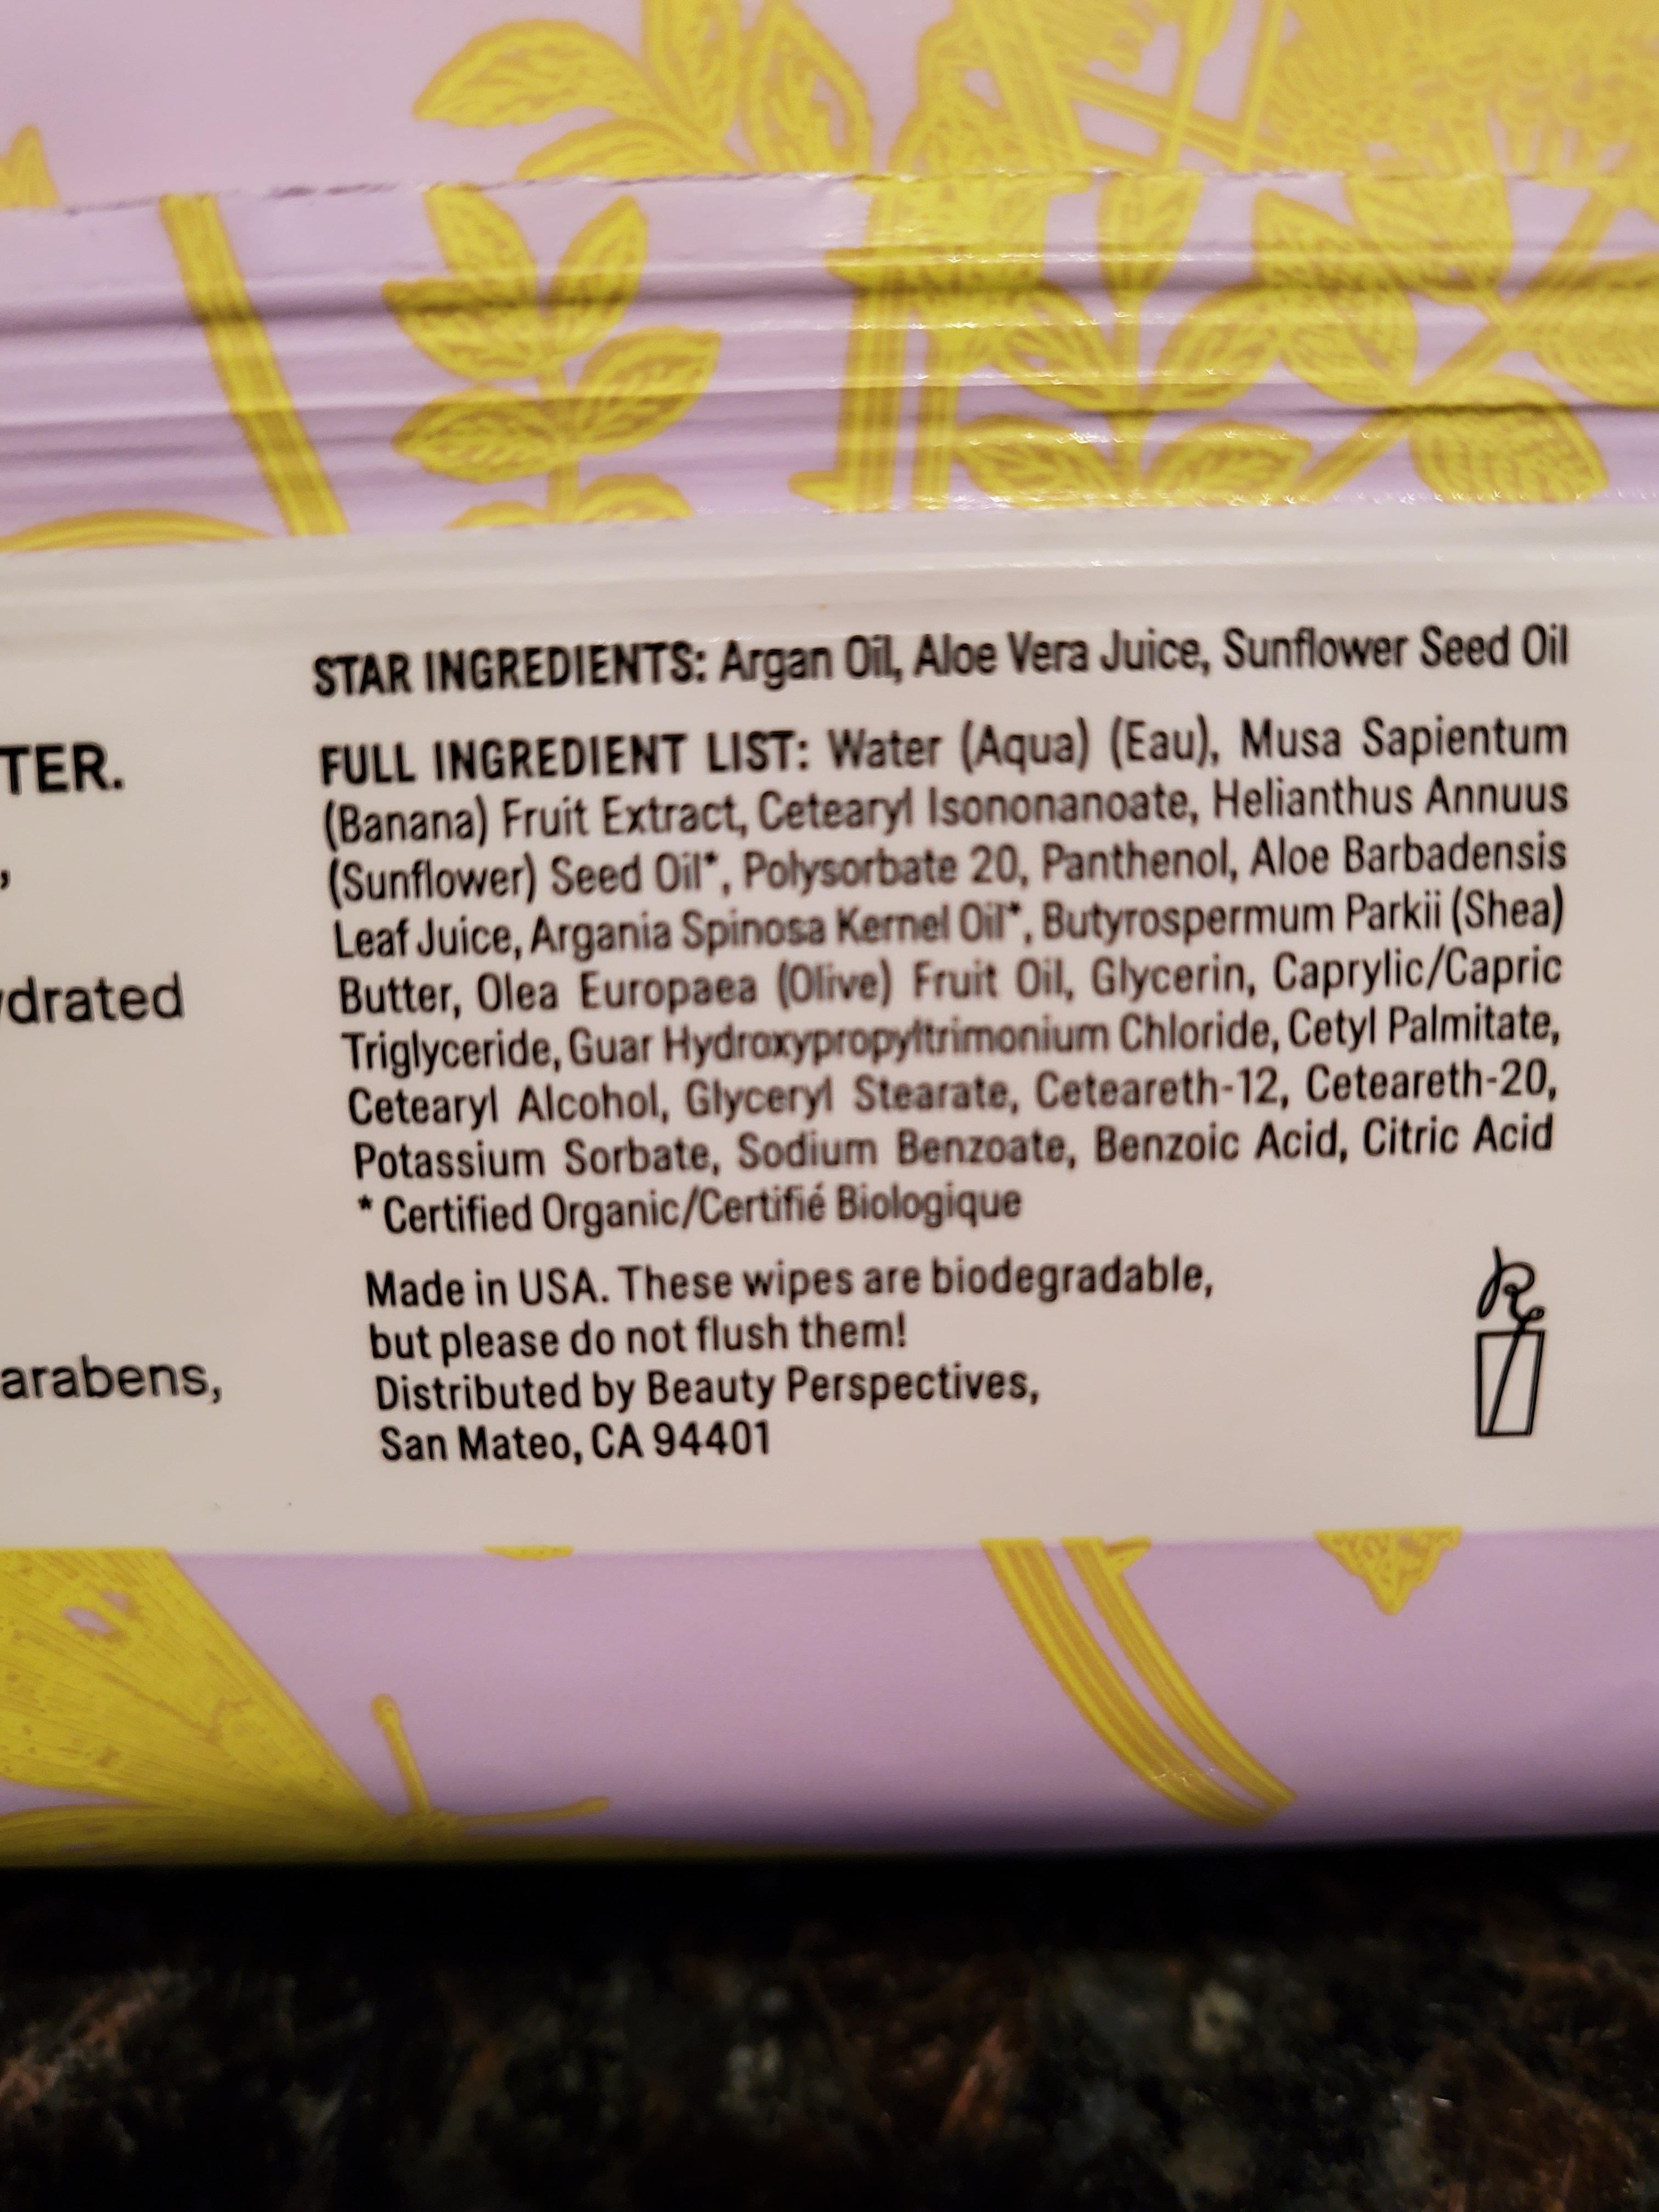 STAR INGREDIENTS: Argan Oil, Aloe Vera Juice, Sunflower Seed Oil
FULL INGREDIENT LIST: Water (Aqua) (Eau), Musa Sapientum
(Banana) Fruit Extract, Cetearyl Isononanoate, Helianthus Annuus
(Sunflower) Seed Oil*, Polysorbate 20, Panthenol, Aloe Barbadensis
Leaf Juice, Argania Spinosa Kernel Oil*, Butyrospermum Parkii (Shea)
Butter, Olea Europaea (Olive) Fruit Oil, Glycerin, Caprylic/Capric
Triglyceride, Guar Hydroxypropyltrimonium Chloride, Cetyl Palmitate,
Cetearyl Alcohol, Glyceryl Stearate, Ceteareth-12, Ceteareth-20,
Potassium Sorbate, Sodium Benzoate, Benzoic Acid, Citric Acid
* Certified Organic/Certifié Biologique
Made in USA. These wipes are biodegradable,
but please do not flush them!
Distributed by Beauty Perspectives,
San Mateo, CA 94401
TER.
,
ydrated
arabens,